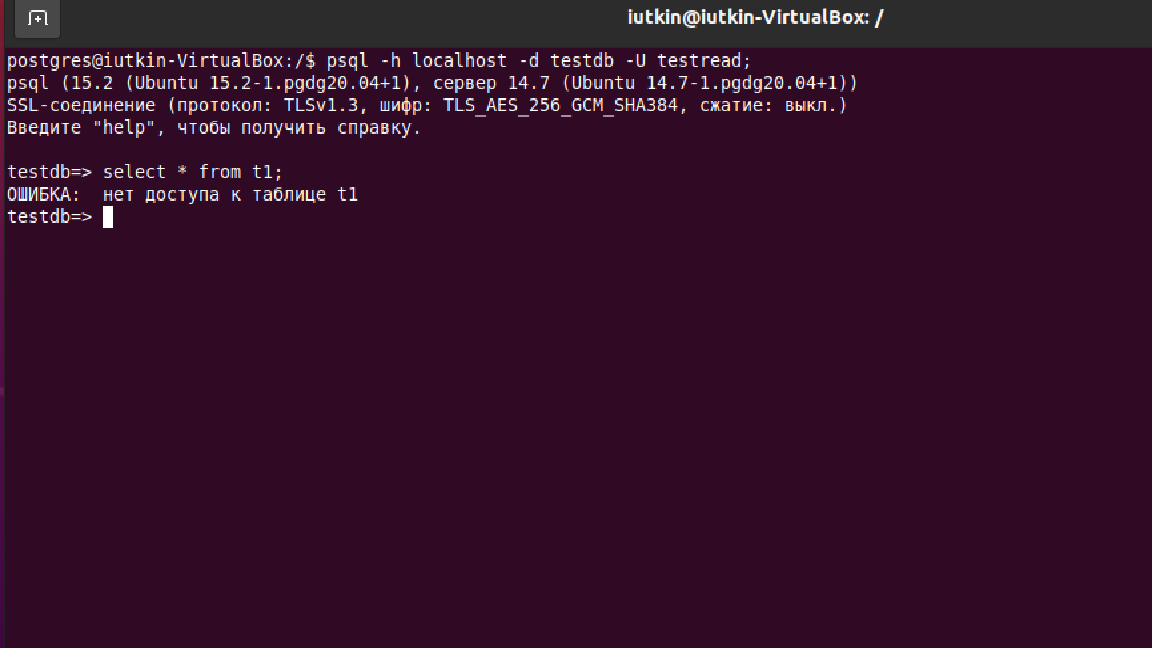 iutkin@iutkin-VirtualBox: /
postgres@iutkin-VirtualBox:/$ psql -h localhost -d testdb -U testread;
psql (15.2 (Ubuntu 15.2-1.pgdg20.04+1), сервер 14.7 (Ubuntu 14.7-1.pgdg20.04+1))
SSL-соединение (протокол: TLSv1.3, шифр: TLS_AES_256_GCM_SHA384, сжатие: выкл.)
Введите "help", чтобы получить справку.
testdb=> select * from t1;
ОШИБКА:  нет доступа к таблице t1
testdb=>